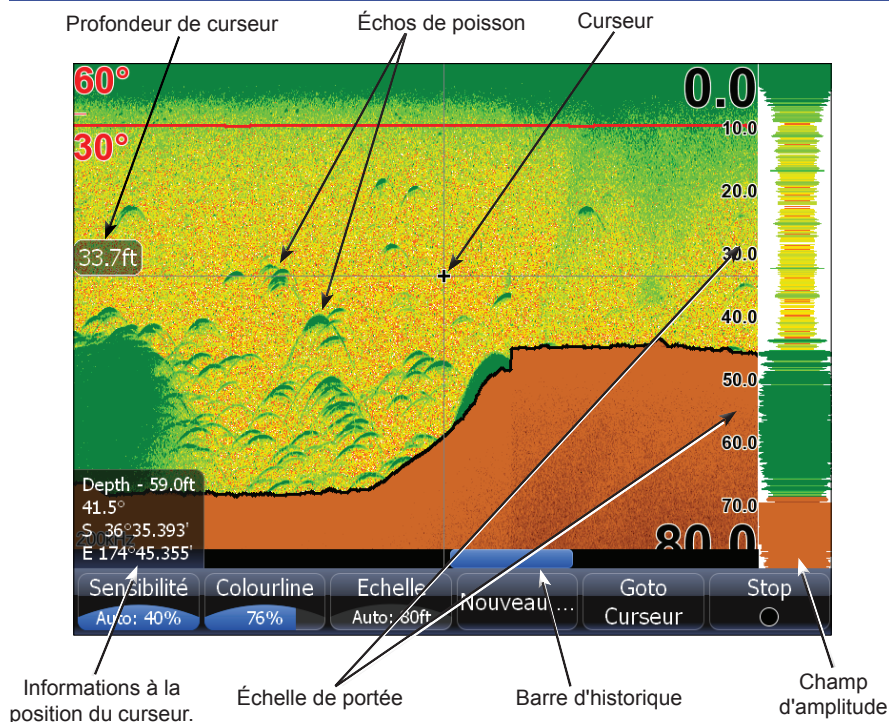 Profondeur de curseur
Échos de poisson
Curseur
60°
30°
0.0
10.0
20.0
33.7ft
30.0
40.0
50.0
60.0
70.0
80.0
Depth - 59.0ft
41.5°
S 36°35.393'
200kHz
E 174°45.355'
Sensibilité
Auto: 40%
Colourline
76%
Echelle
Auto: 80ft
Nouveau ...
Goto
Curseur
Stop
Informations à la
position du curseur.
Échelle de portée
Barre d'historique
Champ
d'amplitude